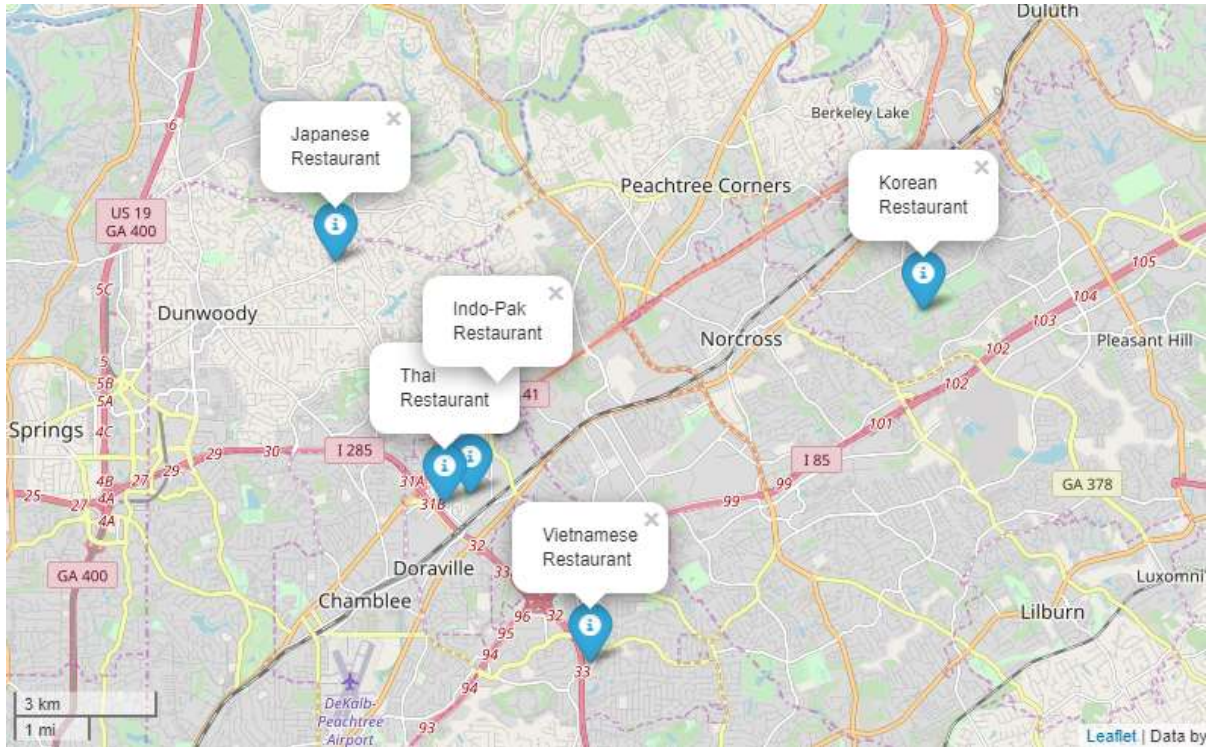 Duluth
6
Berkeley Lake
9
Japanese
Restaurant
×
Korean
Restaurant
×
Peachtree Corners
US 19
GA 400
105
104
5C
103
Indo-Pak
Restaurant
×
Dunwoody
Norcross
Pleasant Hill
102
5
5B
5A
Thai
Restaurant
41
102
4C
101
Springs
29
30
I 285
I 85
29
31A
4B
27
99
25
27
4A
4A
31B
99
GA 378
Vietnamese
Restaurant
×
32
Doraville
33
GA 400
Luxomni
Chamblee
96
32
Lilburn
95
94
33
94
3 km
1 mi
DeKalb-
Peachtree
Airport
93
Leaflet | Data by